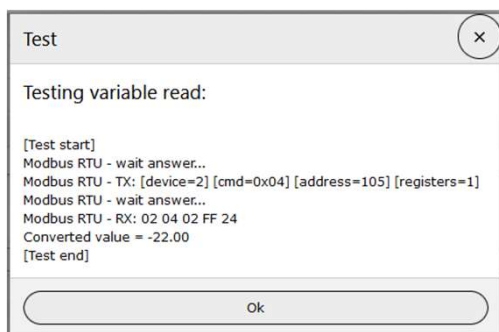 Test
×
Testing variable read:
[Test start]
Modbus RTU - wait answer...
Modbus RTU - TX: [device=2] [cmd=0x04] [address=105] [registers=1]
Modbus RTU - wait answer...
Modbus RTU - RX: 02 04 02 FF 24
Converted value = -22.00
[Test end]
Ok